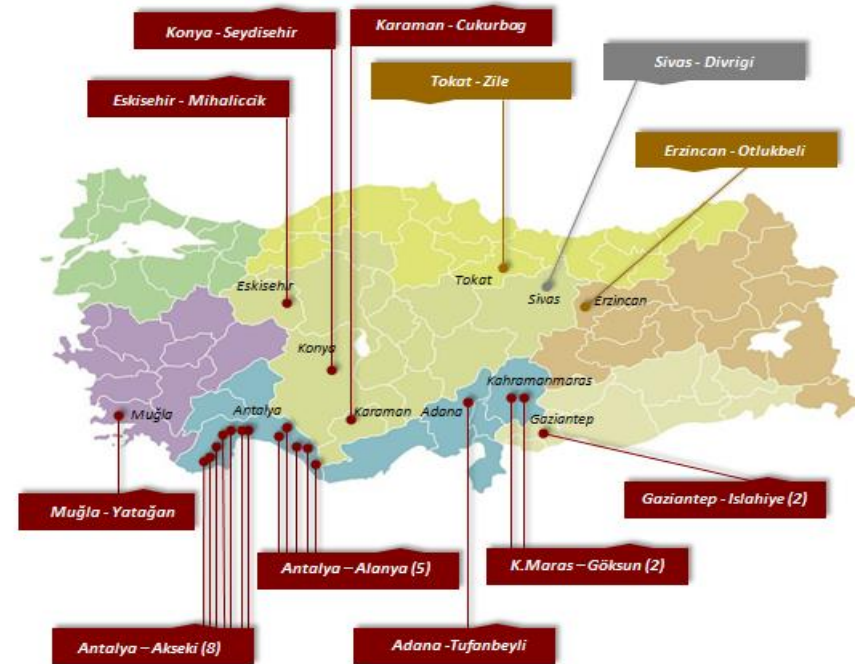 Konya - Seydisehir
Karaman - Cukurbag
Sivas - Divrigi
Tokat - Zile
Eskisehir - Mihaliccik
Erzincan - Otlukbeli
Eskisehir
Tokat
Sivas
Erzincan
Konya
Kahramanmaras
Muğla
Antalya
Karaman
Adana
Gaziantep
Muğla - Yatağan
Gaziantep - Islahiye (2)
Antalya – Alanya (5)
K.Maras – Göksun (2)
Antalya – Akseki (8)
Adana -Tufanbeyli